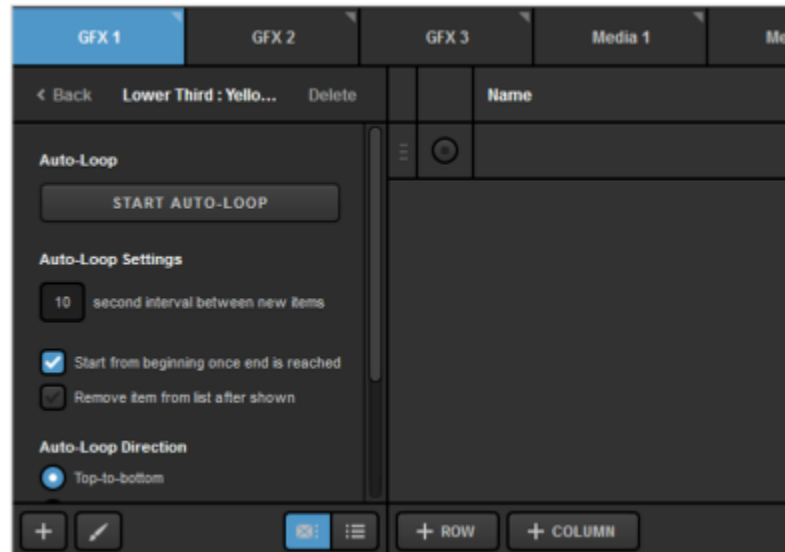 GFX 1 GFX 2 GFX 3 Media 1 Me
< Back Lower Third : Yello... Delete Name
Auto-Loop
START AUTO-LOOP
Auto-Loop Settings
10 second interval between new items
Start from beginning once end is reached
Remove item from list after shown
Auto-Loop Direction
Top-to-bottom
+ ROW + COLUMN